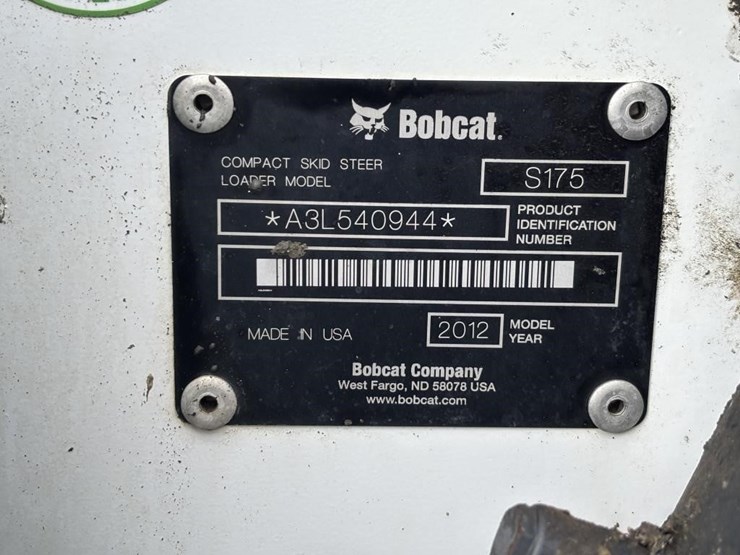 Bobcat.
COMPACT SKID STEER
LOADER MODEL
S175
*A3L540944*
PRODUCT
IDENTIFICATION
NUMBER
MADE IN USA
2012
MODEL
YEAR
Bobcat Company
West Fargo, ND 58078 USA
www.bobcat.com